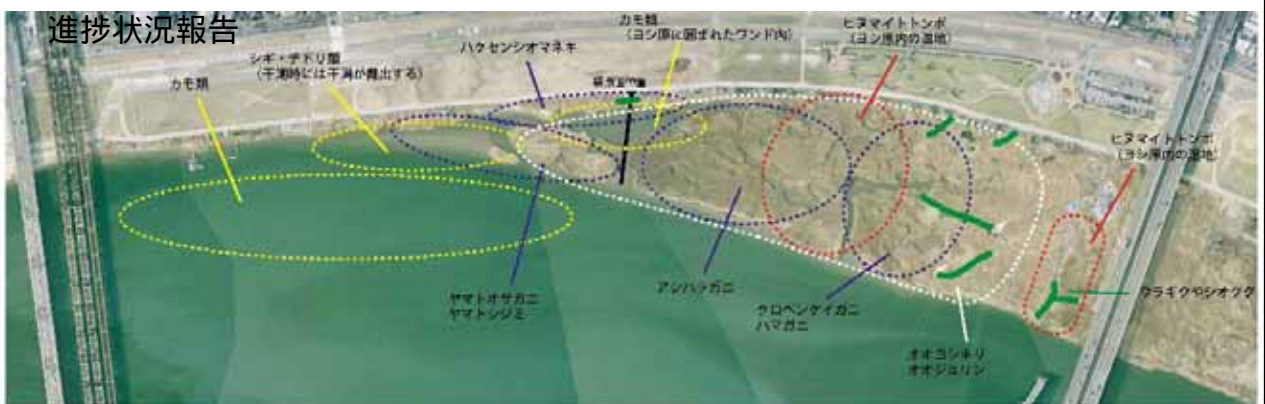 進捗状況報告
カモ類
シギ・チドリ類
(干潮時には干潟が露出する)
ハクセンシオマネキ
カモ類
(ヨシ原に囲まれたワンド内)
ヒヌマイトトンボ
(ヨシ原内の湿地)
ヒヌマイトトンボ
(ヨシ原内の湿地)
ヤマトオサガニ
ヤマトシジミ
アシハラガニ
クロベンケイガニ
ハマガニ
オオヨシキリ
オオジュリン
ウラギクやシオクグ